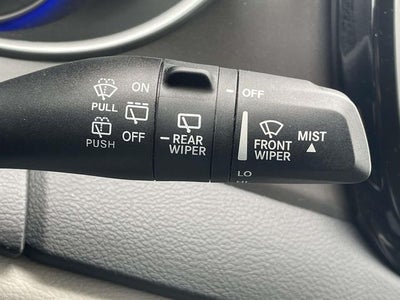 ON
PULL
OFF
PUSH
REAR
WIPER
OFF
FRONT
WIPER
MIST
LO